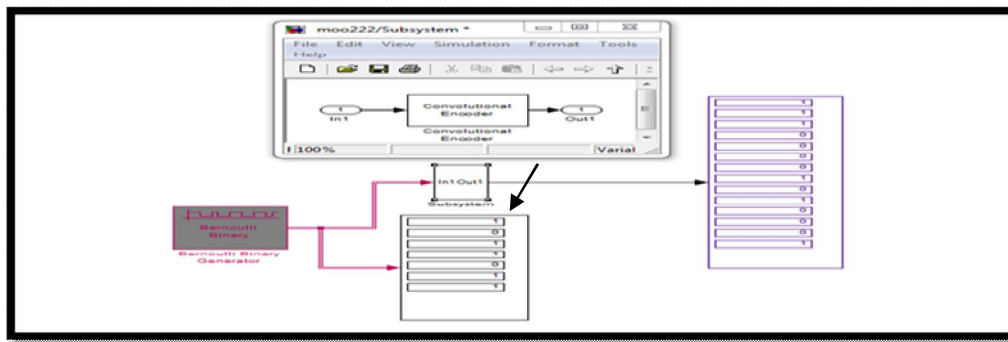 moo222/Subsystem *
File Edit View Simulation Format Tools
Help
1
In1
Convolutional
Encoder
Convolutional
Encoder
1
Out1
100%
Varial
In1 Out1
Subsystem
Bernoulli
Binary
Bernoulli Binary
Generator
1
0
1
1
0
1
1
1
1
1
0
0
0
0
1
0
1
0
0
1